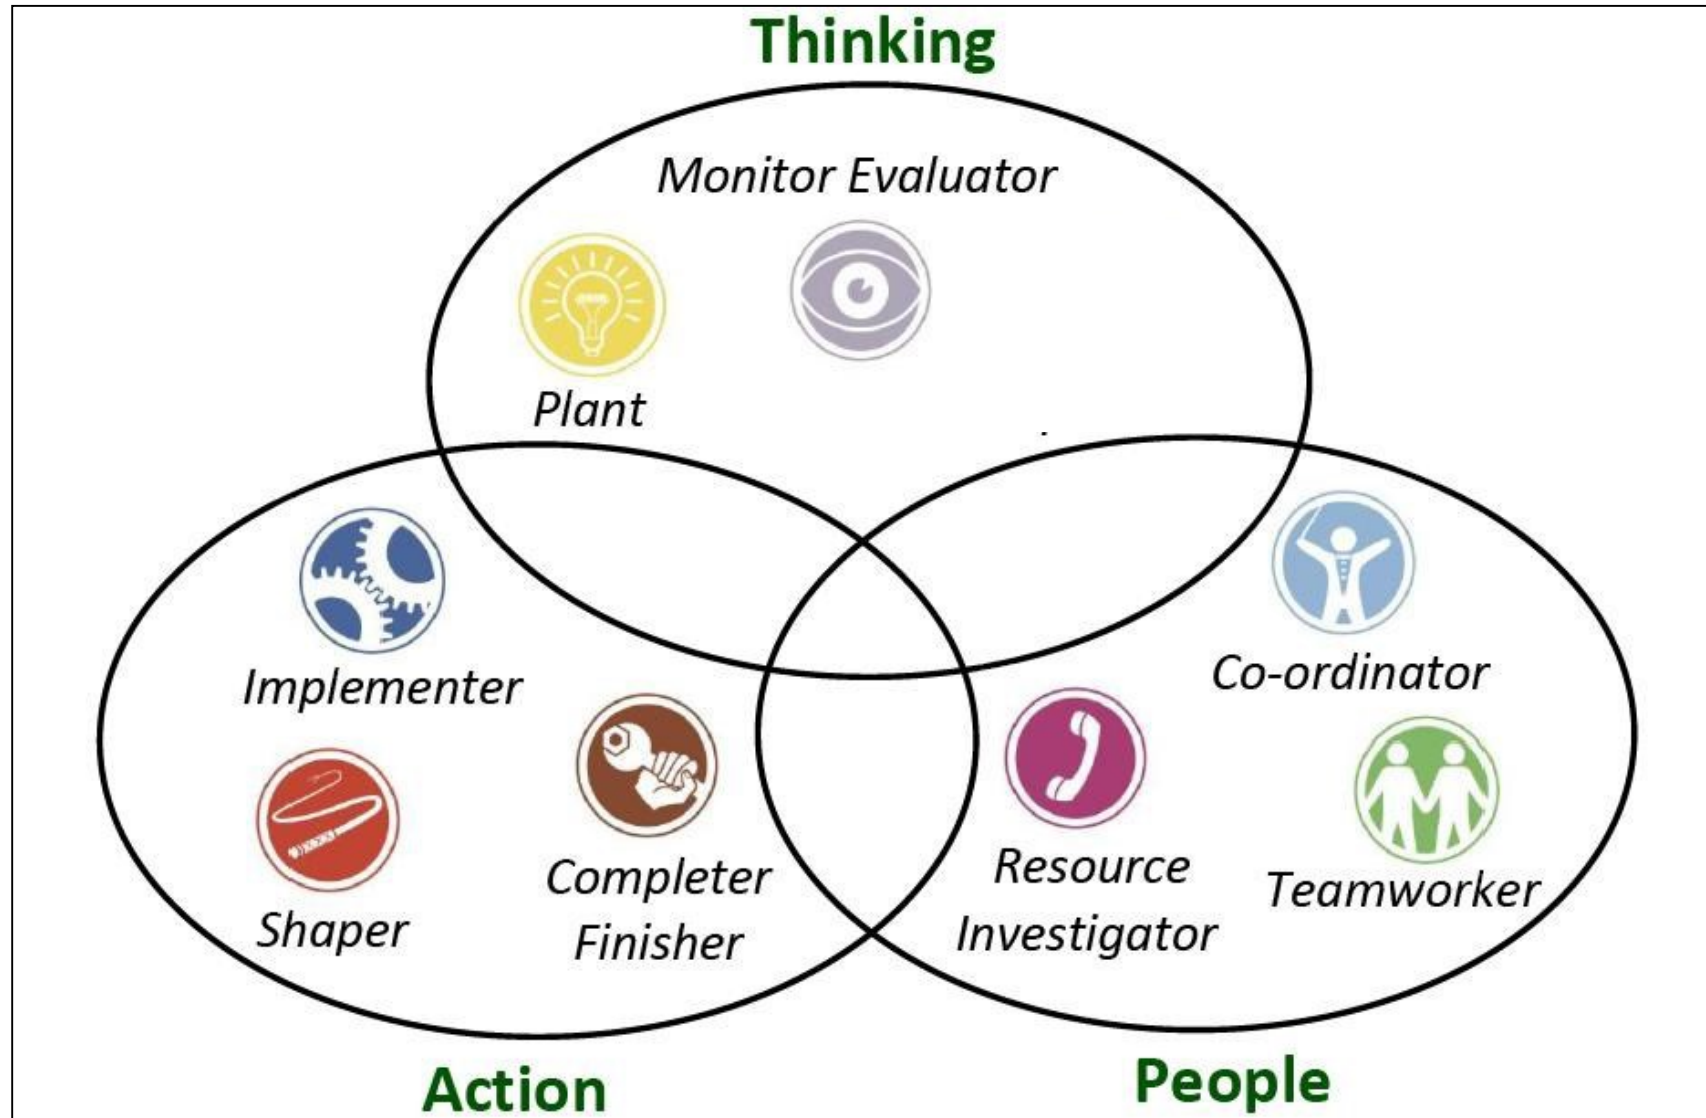 Thinking
Monitor Evaluator
Plant
Implementer
Co-ordinator
Shaper
Completer
Finisher
Resource
Investigator
Teamworker
Action
People